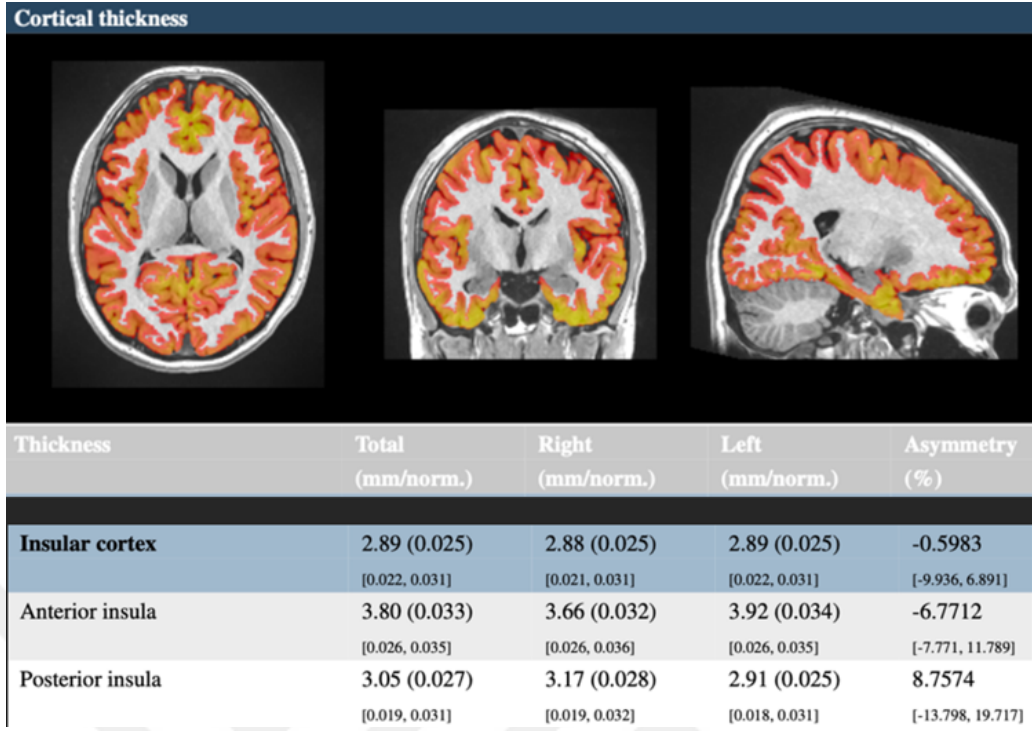 Cortical thickness
Thickness Total Right Left Asymmetry
(mm/norm.) (mm/norm.) (mm/norm.) (%)
Insular cortex 2.89 (0.025) 2.88 (0.025) 2.89 (0.025) -0.5983
[0.022, 0.031] [0.021, 0.031] [0.022, 0.031] [-9.936, 6.891]
Anterior insula 3.80 (0.033) 3.66 (0.032) 3.92 (0.034) -6.7712
[0.026, 0.035] [0.026, 0.036] [0.026, 0.035] [-7.771, 11.789]
Posterior insula 3.05 (0.027) 3.17 (0.028) 2.91 (0.025) 8.7574
[0.019, 0.031] [0.019, 0.032] [0.018, 0.031] [-13.798, 19.717]